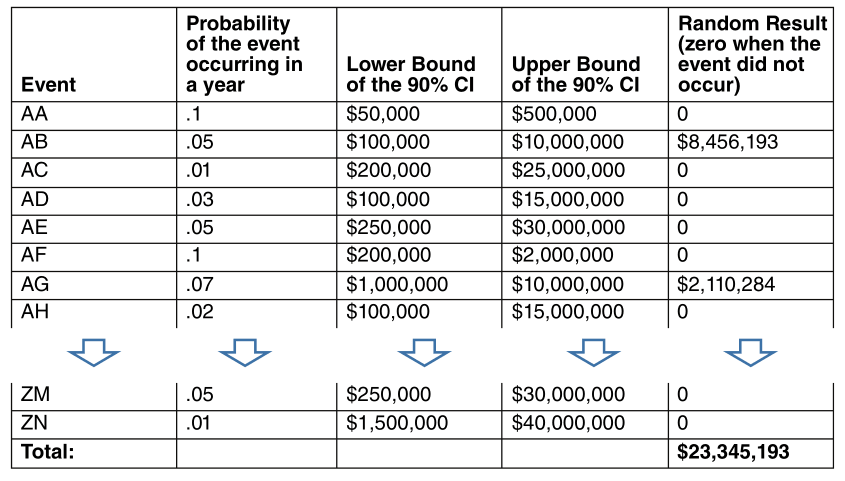 Event | Probability of the event occurring in a year | Lower Bound of the 90% CI | Upper Bound of the 90% CI | Random Result (zero when the event did not occur)
AA | .1 | $50,000 | $500,000 | 0
AB | .05 | $100,000 | $10,000,000 | $8,456,193
AC | .01 | $200,000 | $25,000,000 | 0
AD | .03 | $100,000 | $15,000,000 | 0
AE | .05 | $250,000 | $30,000,000 | 0
AF | .1 | $200,000 | $2,000,000 | 0
AG | .07 | $1,000,000 | $10,000,000 | $2,110,284
AH | .02 | $100,000 | $15,000,000 | 0
ZM | .05 | $250,000 | $30,000,000 | 0
ZN | .01 | $1,500,000 | $40,000,000 | 0
Total: | $23,345,193